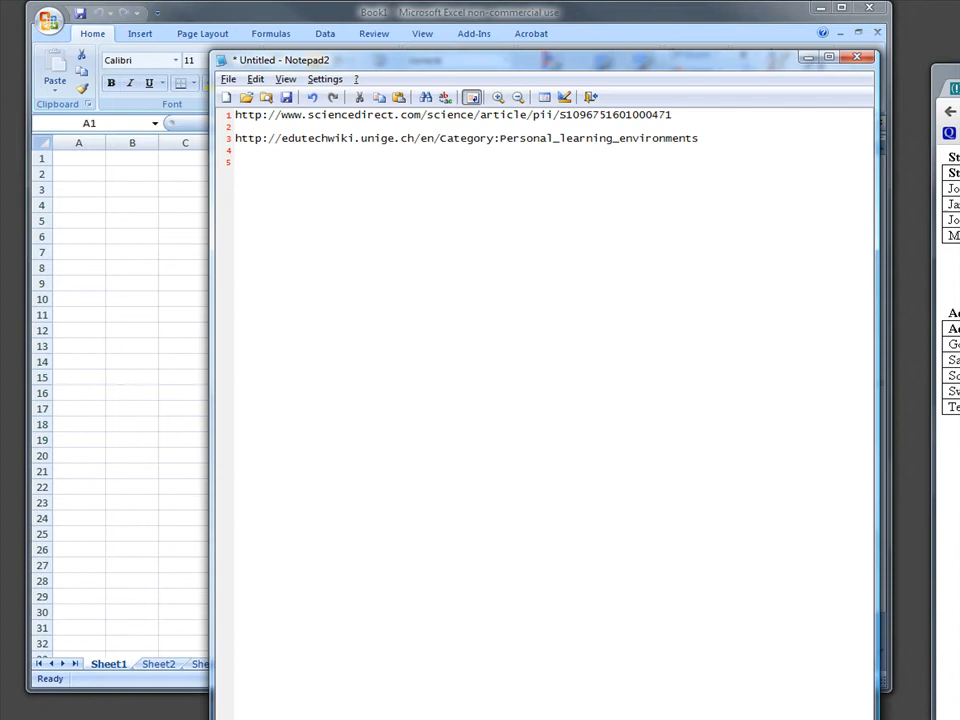 Book1 - Microsoft Excel non-commercial use
Home Insert Page Layout Formulas Data Review View Add-Ins Acrobat
Paste
Calibri 11
B I U
Clipboard Font
A1
A B C
1
2
3
4
5
6
7
8
9
10
11
12
13
14
15
16
17
18
19
20
21
22
23
24
25
26
27
28
29
30
31
32
Sheet1 Sheet2
Ready
* Untitled - Notepad2
File Edit View Settings ?
1 http://www.sciencedirect.com/science/article/pii/S1096751601000471
2
3 http://edutechwiki.unige.ch/en/Category:Personal_learning_environments
4
5
Q